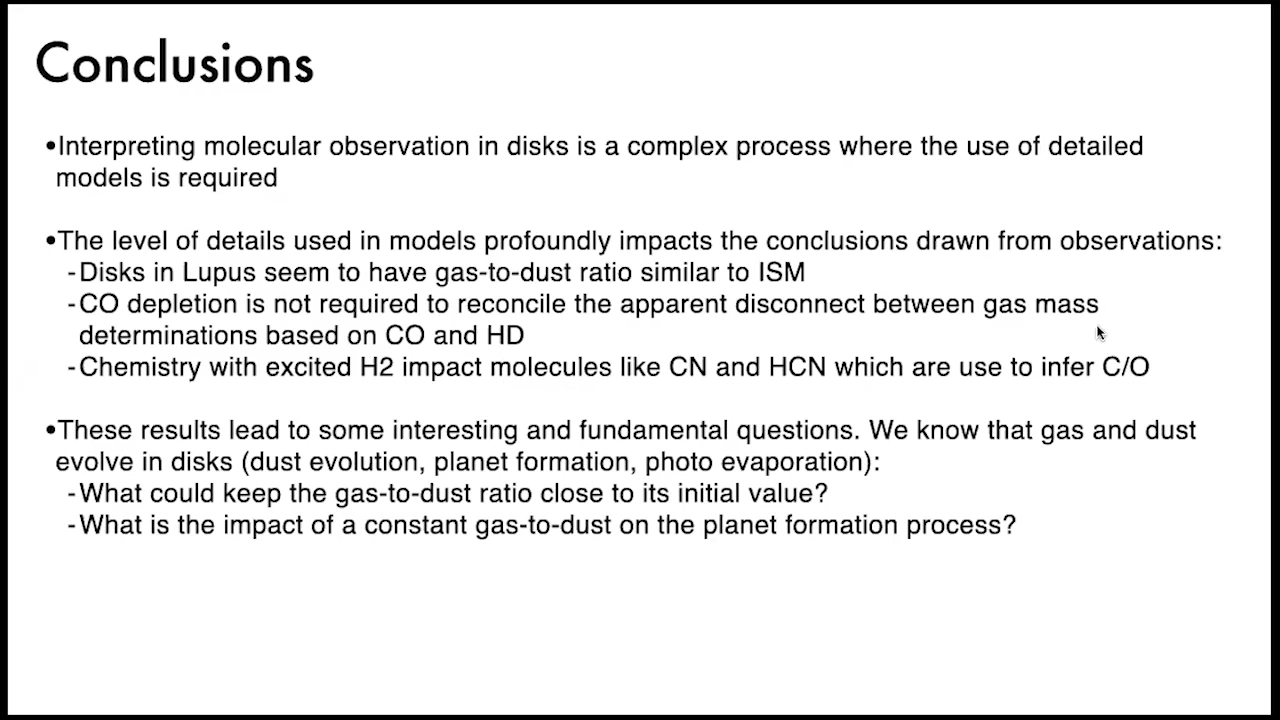 Conclusions
•Interpreting molecular observation in disks is a complex process where the use of detailed
models is required
•The level of details used in models profoundly impacts the conclusions drawn from observations:
-Disks in Lupus seem to have gas-to-dust ratio similar to ISM
-CO depletion is not required to reconcile the apparent disconnect between gas mass
determinations based on CO and HD
-Chemistry with excited H2 impact molecules like CN and HCN which are use to infer C/O
•These results lead to some interesting and fundamental questions. We know that gas and dust
evolve in disks (dust evolution, planet formation, photo evaporation):
-What could keep the gas-to-dust ratio close to its initial value?
-What is the impact of a constant gas-to-dust on the planet formation process?